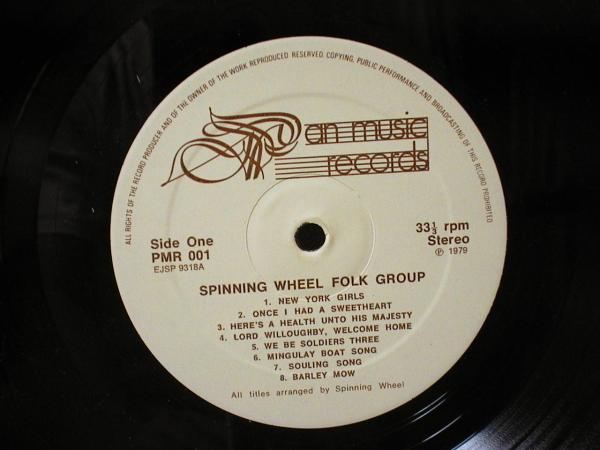 ALL RIGHTS OF THE RECORD PRODUCER AND OF THE OWNER OF THE WORK REPRODUCED RESERVED. COPYING, PUBLIC PERFORMANCE AND BROADCASTING OF THIS RECORD PROHIBITED
Pan music
records
Side One
PMR 001
EJSP 9318A
33⅓ rpm
Stereo
℗ 1979
SPINNING WHEEL FOLK GROUP
1. NEW YORK GIRLS
2. ONCE I HAD A SWEETHEART
3. HERE'S A HEALTH UNTO HIS MAJESTY
4. LORD WILLOUGHBY, WELCOME HOME
5. WE BE SOLDIERS THREE
6. MINGULAY BOAT SONG
7. SOULING SONG
8. BARLEY MOW
All titles arranged by Spinning Wheel